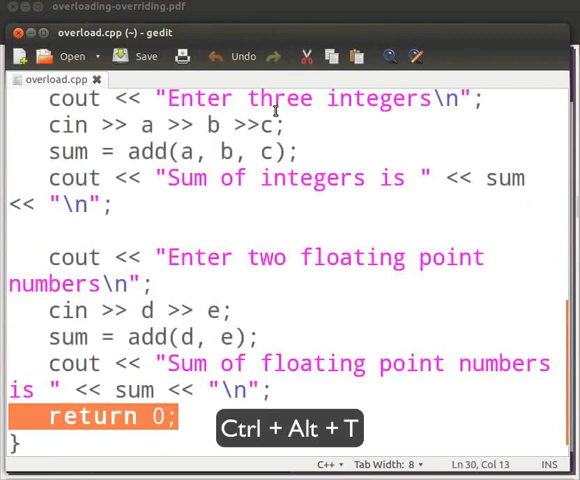 overloading-overriding.pdf
overload.cpp (~) - gedit
Open Save Undo
overload.cpp
cout << "Enter three integers\n";
cin >> a >> b >>c;
sum = add(a, b, c);
cout << "Sum of integers is " << sum
<< "\n";
cout << "Enter two floating point
numbers\n";
cin >> d >> e;
sum = add(d, e);
cout << "Sum of floating point numbers
is " << sum << "\n";
return 0;
Ctrl + Alt + T
}
C++ Tab Width: 8 Ln 30, Col 13 INS